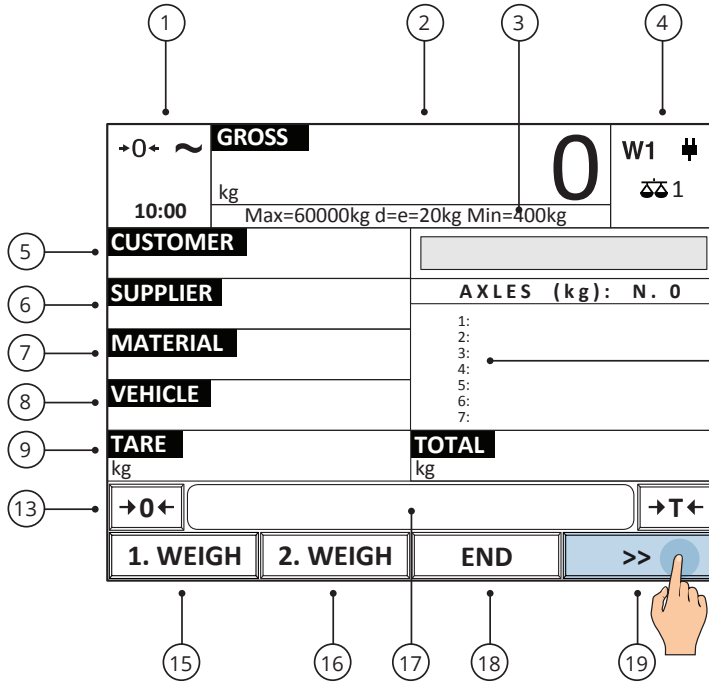 1
2
3
4
→0← ~
GROSS
0
W1
kg
1
10:00
Max=60000kg d=e=20kg Min=400kg
5
CUSTOMER
6
SUPPLIER
AXLES (kg): N. 0
7
MATERIAL
1:
2:
3:
4:
5:
6:
7:
8
VEHICLE
9
TARE
TOTAL
kg
kg
13
→0←
→T←
1. WEIGH
2. WEIGH
END
>>
15
16
17
18
19